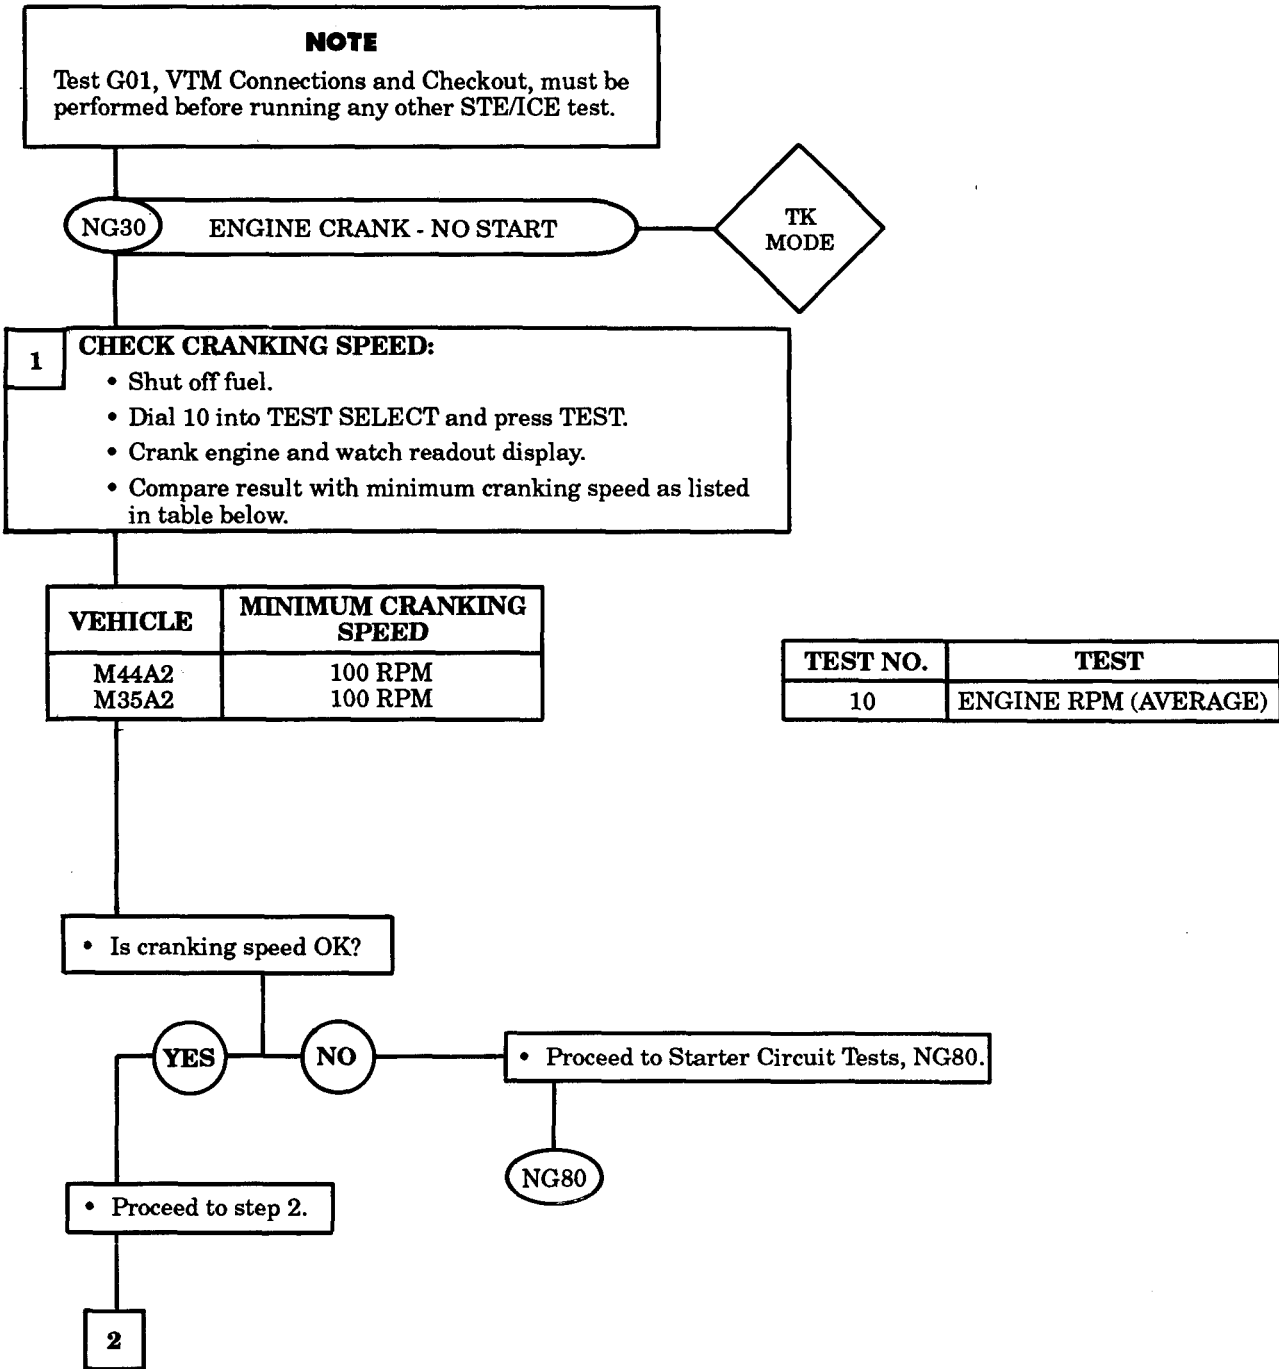 NOTE
Test G01, VTM Connections and Checkout, must be
performed before running any other STE/ICE test.
NG30
ENGINE CRANK - NO START
TK
MODE
1
CHECK CRANKING SPEED:
• Shut off fuel.
• Dial 10 into TEST SELECT and press TEST.
• Crank engine and watch readout display.
• Compare result with minimum cranking speed as listed
in table below.
VEHICLE
MINIMUM CRANKING
SPEED
M44A2
100 RPM
M35A2
100 RPM
TEST NO.
TEST
10
ENGINE RPM (AVERAGE)
• Is cranking speed OK?
YES
NO
• Proceed to Starter Circuit Tests, NG80.
NG80
• Proceed to step 2.
2